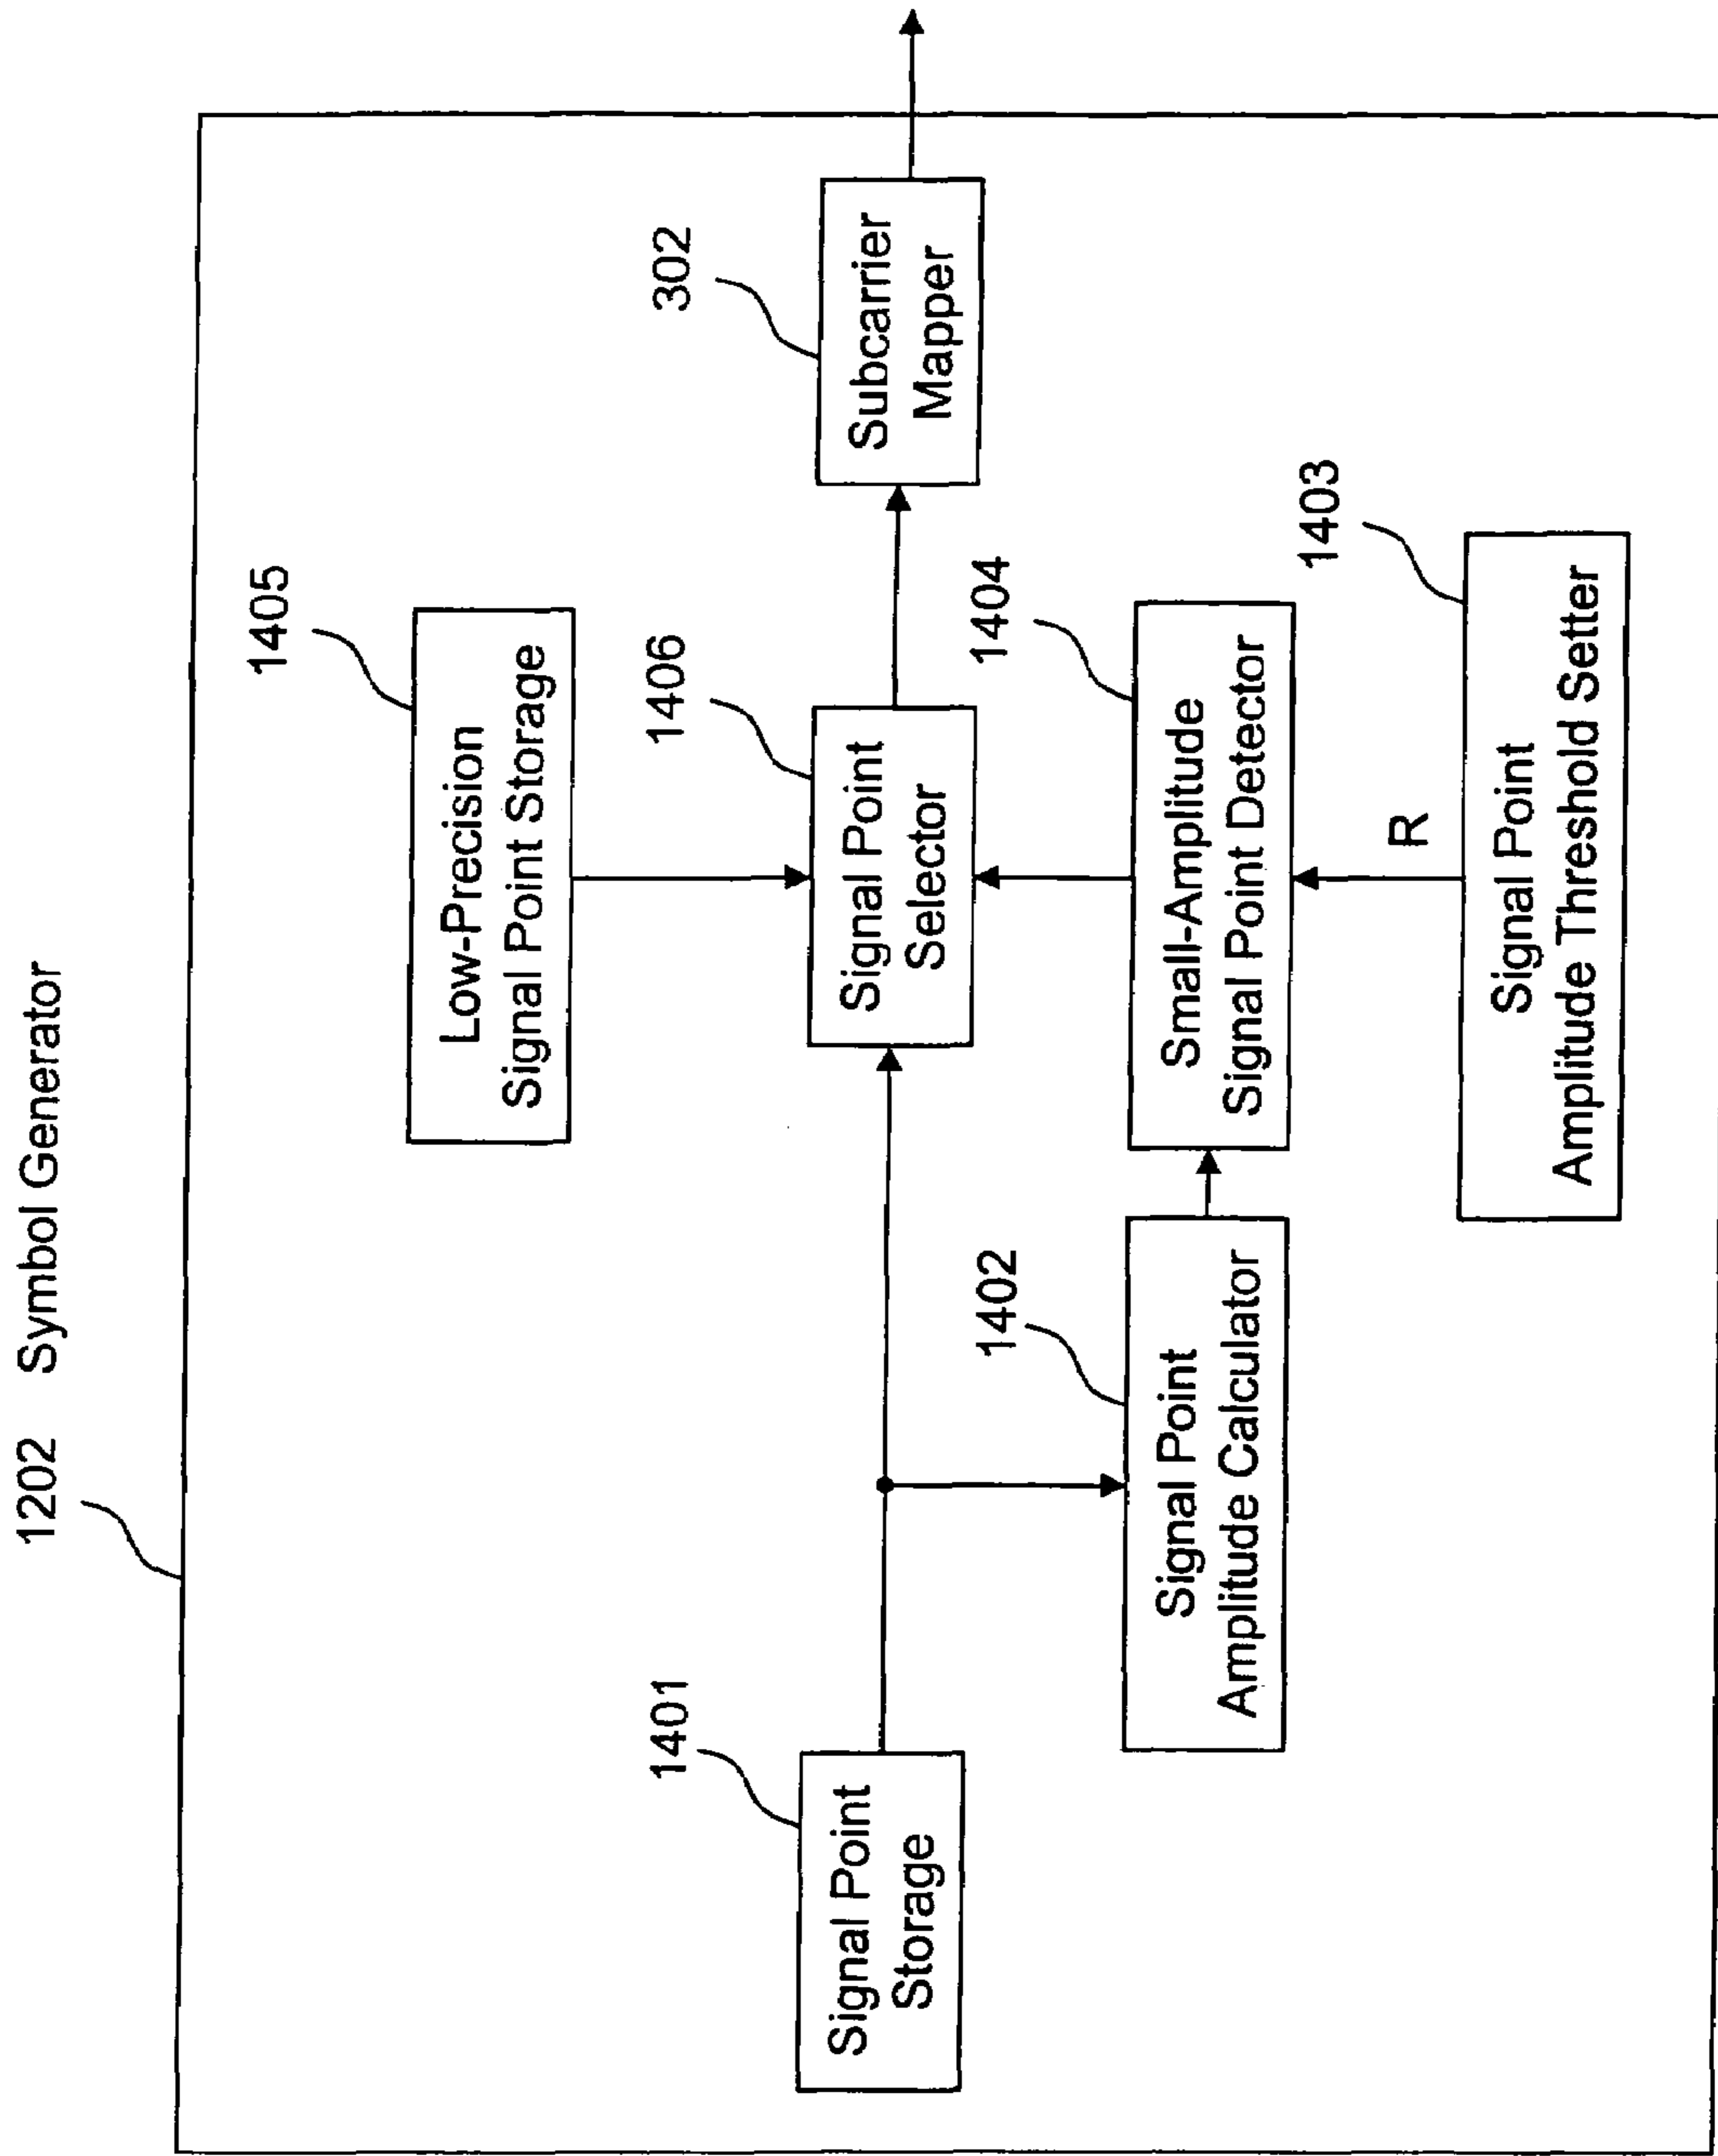 1202 Symbol Generator
1405
Low-Precision
Signal Point Storage
1401
Signal Point
Storage
1406
Signal Point
Selector
302
Subcarrier
Mapper
1402
Signal Point
Amplitude Calculator
1404
Small-Amplitude
Signal Point Detector
R
1403
Signal Point
Amplitude Threshold Setter